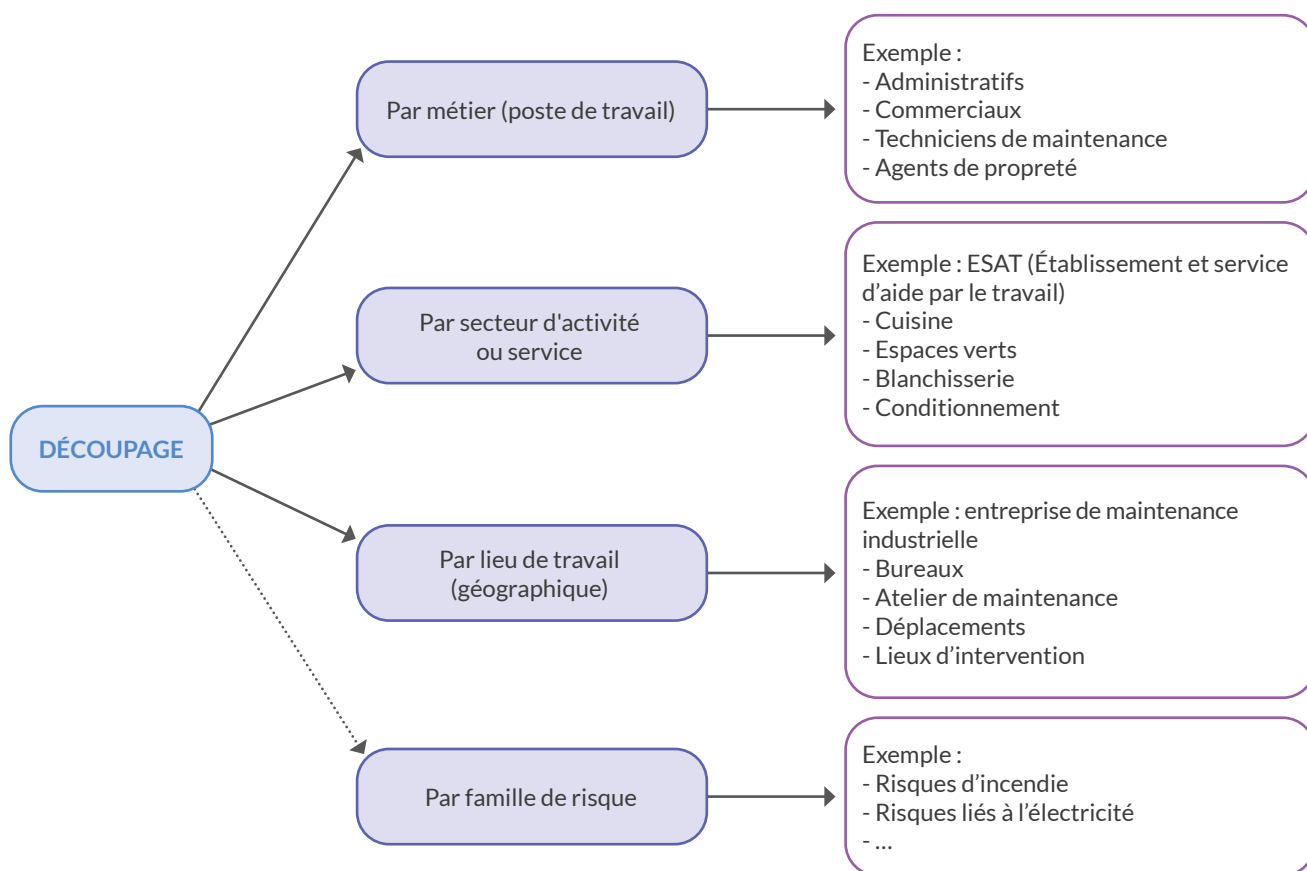 Exemple :
- Administratifs
- Commerciaux
- Techniciens de maintenance
- Agents de propreté
Par métier (poste de travail)
Exemple : ESAT (Établissement et service
d’aide par le travail)
- Cuisine
- Espaces verts
- Blanchisserie
- Conditionnement
Par secteur d'activité
ou service
DÉCOUPAGE
Exemple : entreprise de maintenance
industrielle
- Bureaux
- Atelier de maintenance
- Déplacements
- Lieux d’intervention
Par lieu de travail
(géographique)
Exemple :
- Risques d’incendie
- Risques liés à l’électricité
- ...
Par famille de risque